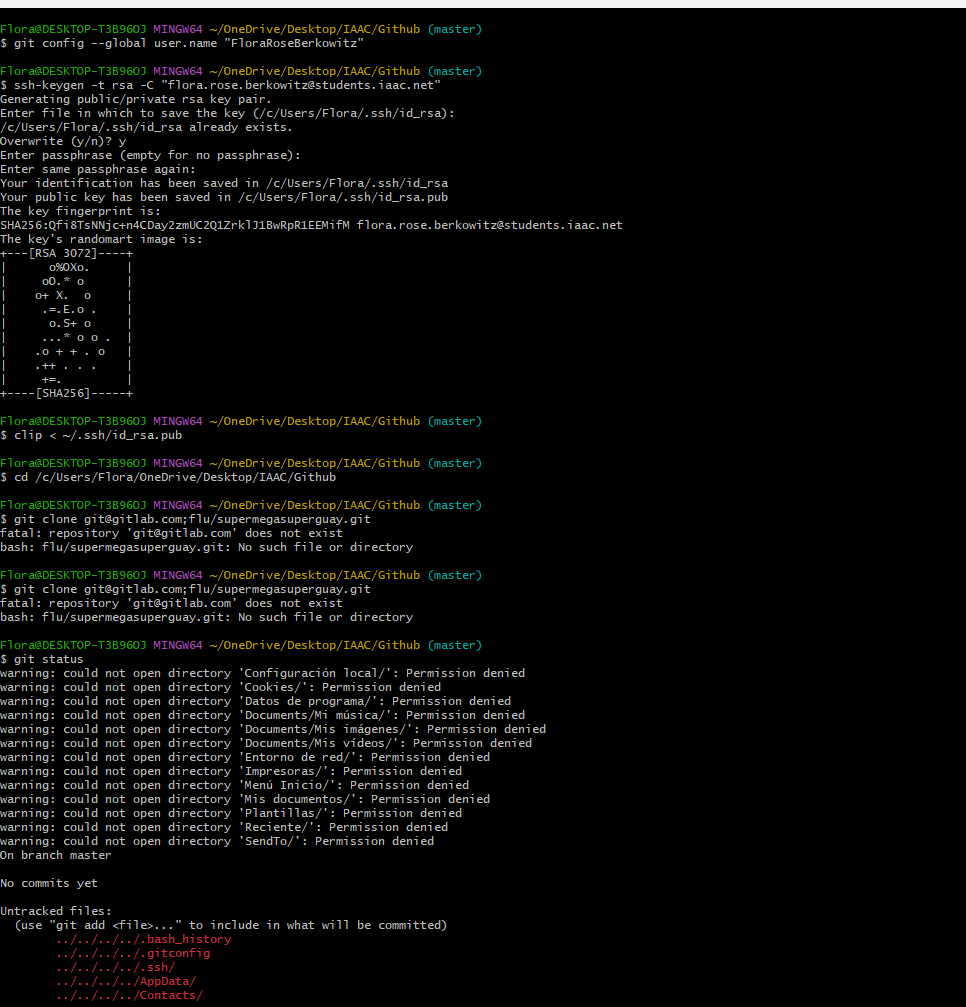 Flora@DESKTOP-T3B96OJ MINGW64 ~/OneDrive/Desktop/IAAC/Github (master)
$ git config --global user.name "FloraRoseBerkowitz"

Flora@DESKTOP-T3B96OJ MINGW64 ~/OneDrive/Desktop/IAAC/Github (master)
$ ssh-keygen -t rsa -C "flora.rose.berkowitz@students.iaac.net"
Generating public/private rsa key pair.
Enter file in which to save the key (/c/Users/Flora/.ssh/id_rsa):
/c/Users/Flora/.ssh/id_rsa already exists.
Overwrite (y/n)? y
Enter passphrase (empty for no passphrase):
Enter same passphrase again:
Your identification has been saved in /c/Users/Flora/.ssh/id_rsa
Your public key has been saved in /c/Users/Flora/.ssh/id_rsa.pub
The key fingerprint is:
SHA256:Qfi8TsNNjc+n4CDay2zmUC2Q1ZrklJ1BwRpR1EEMifM flora.rose.berkowitz@students.iaac.net
The key's randomart image is:
+---[RSA 3072]----+
|      o%OXo.     |
|     oO.* o      |
|    o+ X.  o     |
|     .=.E.o .    |
|      o.S+ o     |
|     ...* o o .  |
|    .o + + . o   |
|    .++ . . .    |
|     +=.         |
+----[SHA256]-----+

Flora@DESKTOP-T3B96OJ MINGW64 ~/OneDrive/Desktop/IAAC/Github (master)
$ clip < ~/.ssh/id_rsa.pub

Flora@DESKTOP-T3B96OJ MINGW64 ~/OneDrive/Desktop/IAAC/Github (master)
$ cd /c/Users/Flora/OneDrive/Desktop/IAAC/Github

Flora@DESKTOP-T3B96OJ MINGW64 ~/OneDrive/Desktop/IAAC/Github (master)
$ git clone git@gitlab.com;flu/supermegasuperguay.git
fatal: repository 'git@gitlab.com' does not exist
bash: flu/supermegasuperguay.git: No such file or directory

Flora@DESKTOP-T3B96OJ MINGW64 ~/OneDrive/Desktop/IAAC/Github (master)
$ git clone git@gitlab.com;flu/supermegasuperguay.git
fatal: repository 'git@gitlab.com' does not exist
bash: flu/supermegasuperguay.git: No such file or directory

Flora@DESKTOP-T3B96OJ MINGW64 ~/OneDrive/Desktop/IAAC/Github (master)
$ git status
warning: could not open directory 'Configuración local/': Permission denied
warning: could not open directory 'Cookies/': Permission denied
warning: could not open directory 'Datos de programa/': Permission denied
warning: could not open directory 'Documents/Mi música/': Permission denied
warning: could not open directory 'Documents/Mis imágenes/': Permission denied
warning: could not open directory 'Documents/Mis vídeos/': Permission denied
warning: could not open directory 'Entorno de red/': Permission denied
warning: could not open directory 'Impresoras/': Permission denied
warning: could not open directory 'Menú Inicio/': Permission denied
warning: could not open directory 'Mis documentos/': Permission denied
warning: could not open directory 'Plantillas/': Permission denied
warning: could not open directory 'Reciente/': Permission denied
warning: could not open directory 'SendTo/': Permission denied
On branch master

No commits yet

Untracked files:
  (use "git add <file>..." to include in what will be committed)
        ../../../../.bash_history
        ../../../../.gitconfig
        ../../../../.ssh/
        ../../../../AppData/
        ../../../../Contacts/